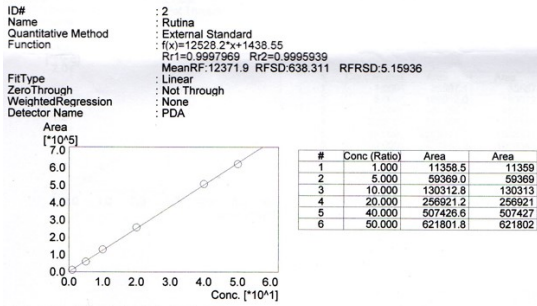 ID# : 2
Name : Rutina
Quantitative Method : External Standard
Function : f(x)=12528.2*x+1438.55
Rr1=0.9997969 Rr2=0.9995939
MeanRF:12371.9 RFSD:638.311 RFRSD:5.15936
FitType : Linear
ZeroThrough : Not Through
WeightedRegression : None
Detector Name : PDA
Area
[*10^5]
7.0
6.0
5.0
4.0
3.0
2.0
1.0
0.0
0.0 1.0 2.0 3.0 4.0 5.0 6.0
Conc. [*10^1]
# Conc (Ratio) Area Area
1 1.000 11358.5 11359
2 5.000 59369.0 59369
3 10.000 130312.8 130313
4 20.000 256921.2 256921
5 40.000 507426.6 507427
6 50.000 621801.8 621802